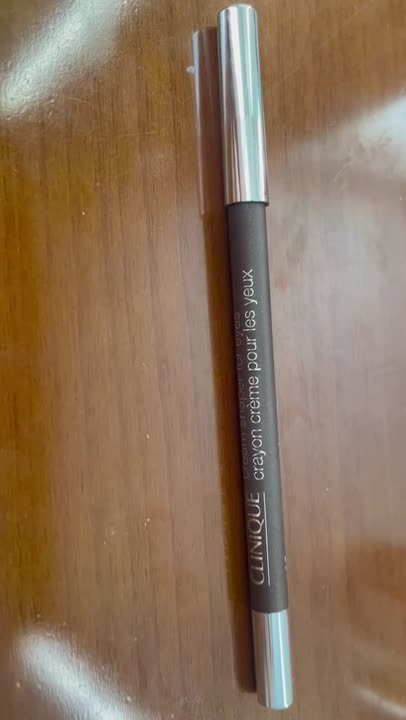 CLINIQUE
cream shaper for eyes
crayon crème pour les yeux